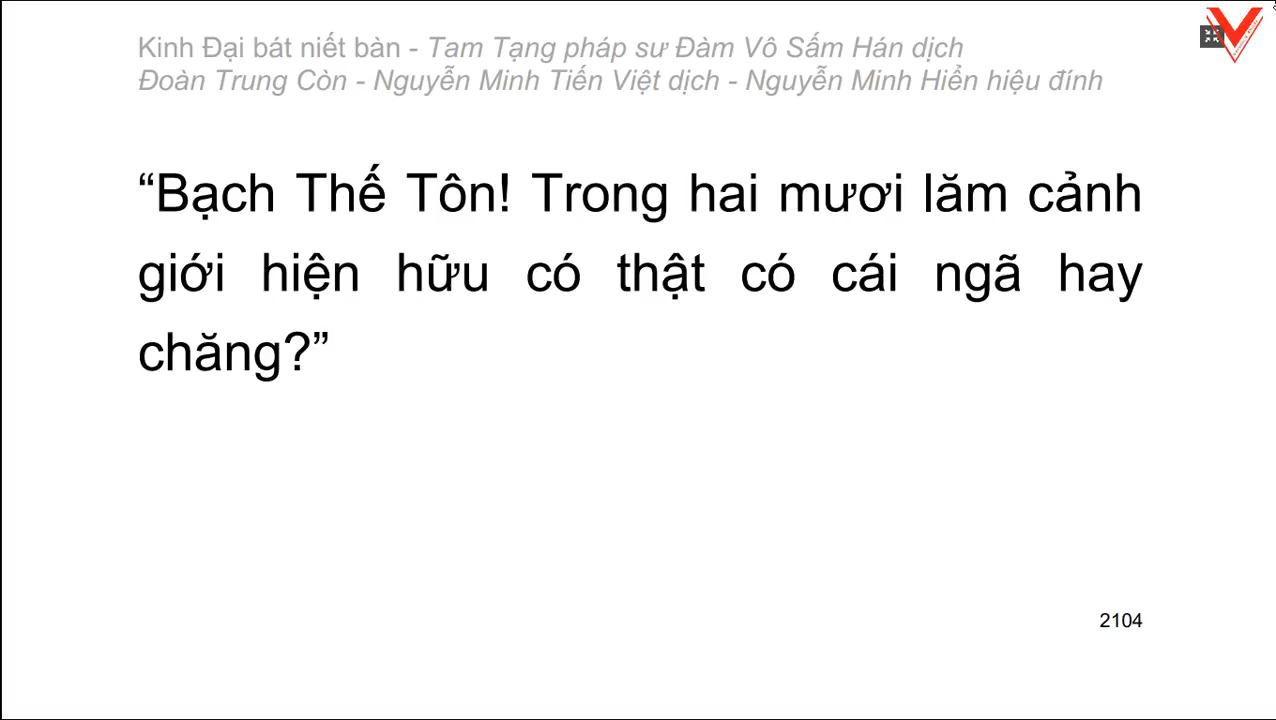 Kinh Đại bát niết bàn - Tam Tạng pháp sư Đàm Vô Sấm Hán dịch
Đoàn Trung Còn - Nguyễn Minh Tiến Việt dịch - Nguyễn Minh Hiển hiệu đính
“Bạch Thế Tôn! Trong hai mươi lăm cảnh
giới hiện hữu có thật có cái ngã hay
chăng?”
2104